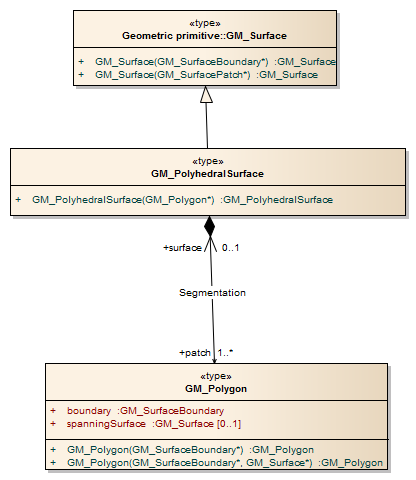 «type»
Geometric primitive::GM_Surface
+ GM_Surface(GM_SurfaceBoundary*) :GM_Surface
+ GM_Surface(GM_SurfacePatch*) :GM_Surface
«type»
GM_PolyhedralSurface
+ GM_PolyhedralSurface(GM_Polygon*) :GM_PolyhedralSurface
+surface 0..1
Segmentation
+patch 1..*
«type»
GM_Polygon
+ boundary :GM_SurfaceBoundary
+ spanningSurface :GM_Surface [0..1]
+ GM_Polygon(GM_SurfaceBoundary*) :GM_Polygon
+ GM_Polygon(GM_SurfaceBoundary*, GM_Surface*) :GM_Polygon